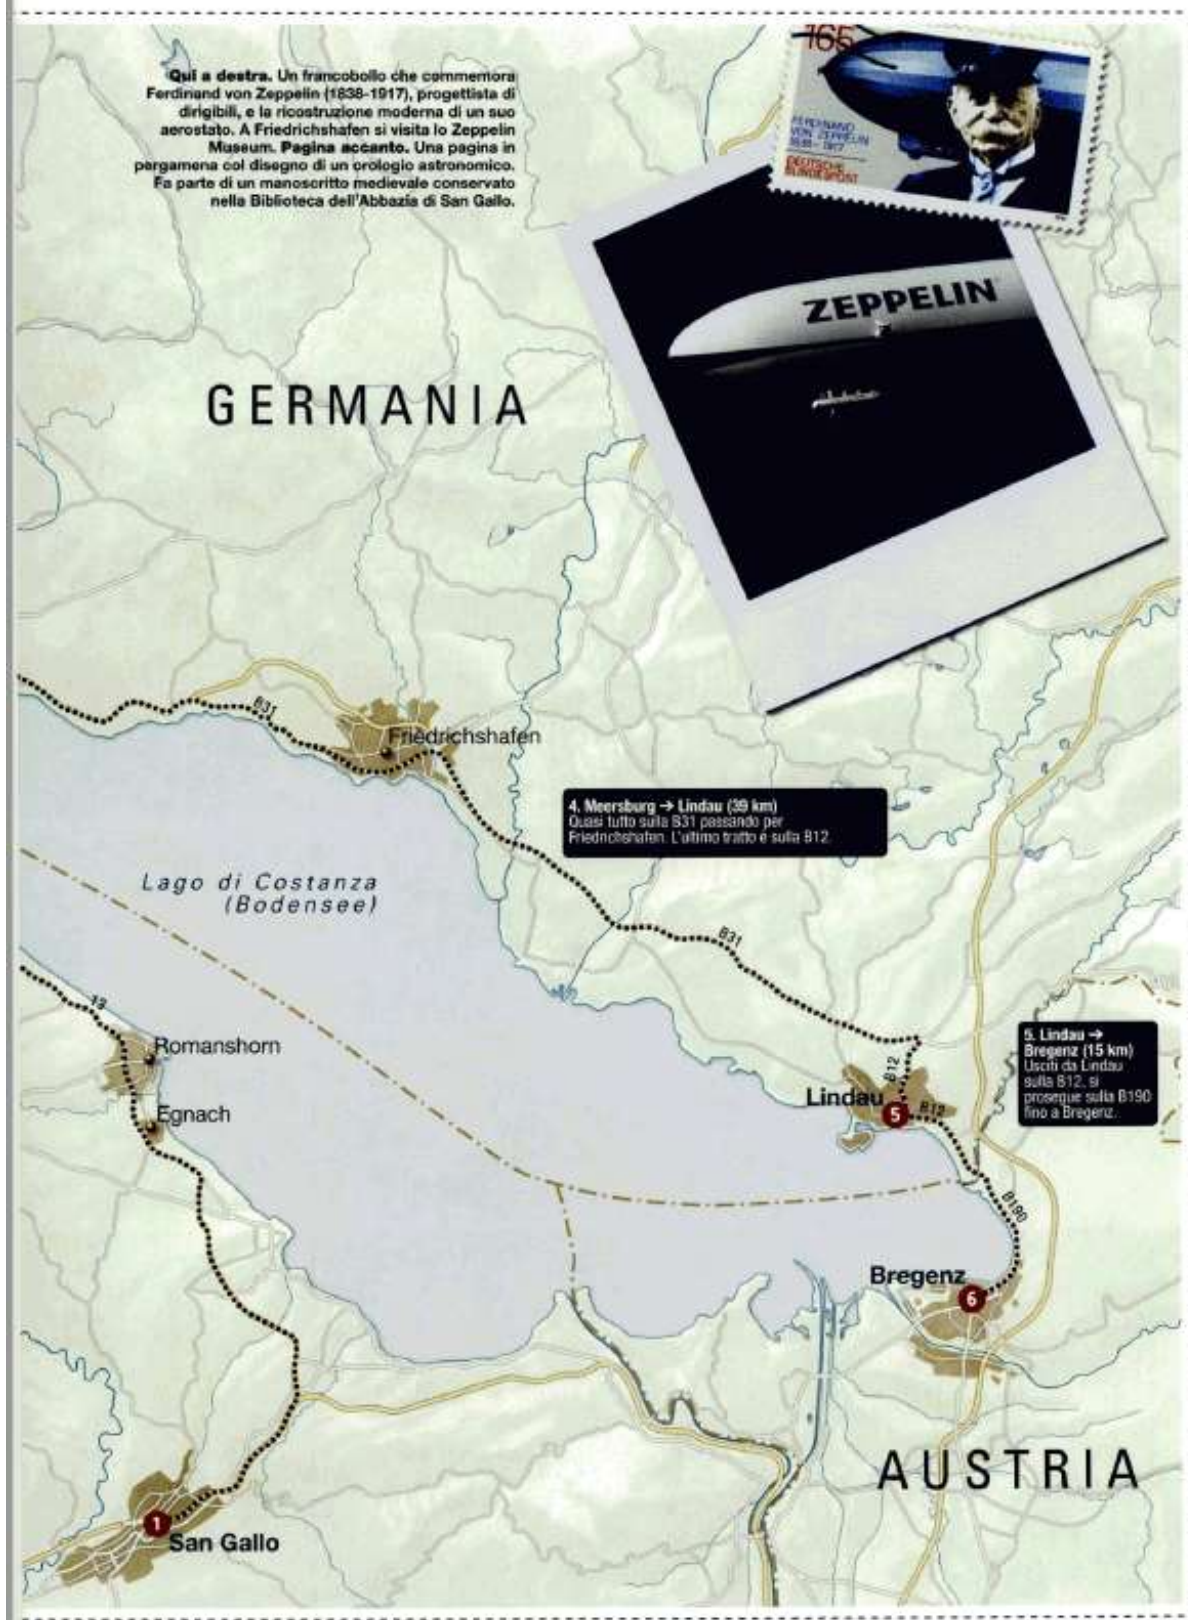 Qui a destra. Un francobollo che commemora
Ferdinand von Zeppelin (1838-1917), progettista di
dirigibili, e la ricostruzione moderna di un suo
aerostato. A Friedrichshafen si visita lo Zeppelin
Museum. Pagina accanto. Una pagina in
pergamena col disegno di un orologio astronomico.
Fa parte di un manoscritto medievale conservato
nella Biblioteca dell'Abbazia di San Gallo.
165
FERDINAND
VON ZEPPELIN
1838-1917
DEUTSCHE
BUNDESPOST
ZEPPELIN
GERMANIA
B31
Friedrichshafen
4. Meersburg → Lindau (39 km)
Quasi tutto sulla B31 passando per
Friedrichshafen. L'ultimo tratto è sulla B12.
Lago di Costanza
(Bodensee)
B31
Romanshorn
Egnach
5. Lindau →
Bregenz (15 km)
Usciti da Lindau
sulla B12, si
prosegue sulla B190
fino a Bregenz.
B12
Lindau
5
B12
B190
Bregenz
6
AUSTRIA
1
San Gallo